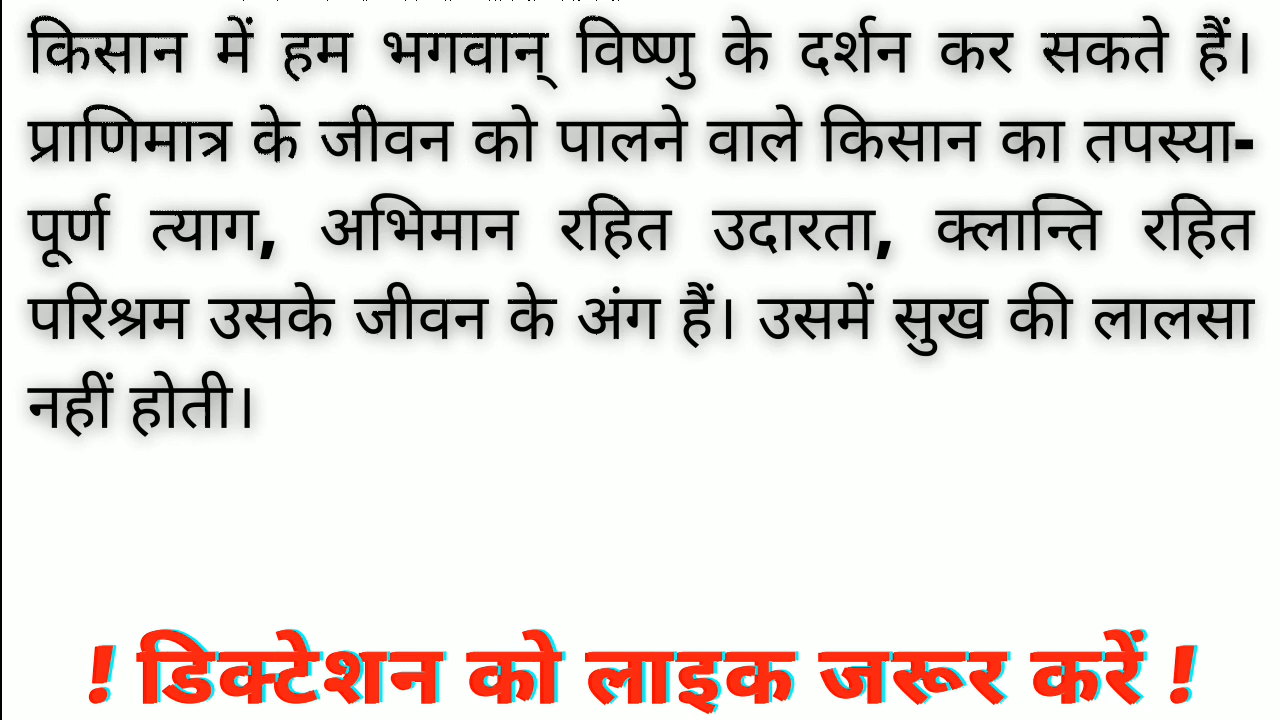 किसान में हम भगवान् विष्णु के दर्शन कर सकते हैं।
प्राणिमात्र के जीवन को पालने वाले किसान का तपस्या-
पूर्ण त्याग, अभिमान रहित उदारता, क्लान्ति रहित
परिश्रम उसके जीवन के अंग हैं। उसमें सुख की लालसा
नहीं होती।
! डिक्टेशन को लाइक जरूर करें !